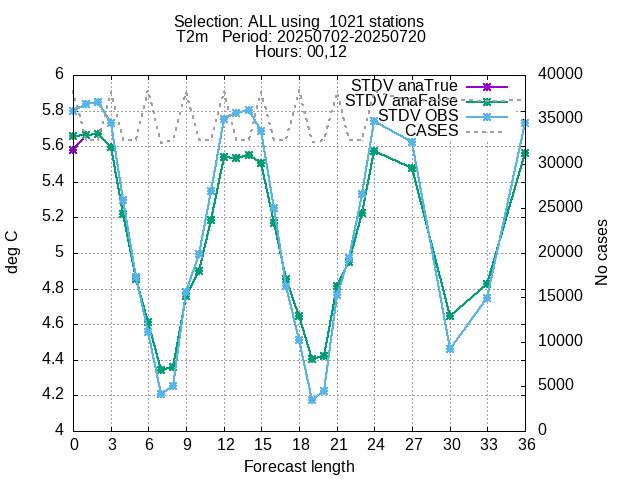 Selection: ALL using  1021 stations
T2m   Period: 20250702-20250720
Hours: 00,12
STDV anaTrue
STDV anaFalse
STDV OBS
CASES
6
5.8
5.6
5.4
5.2
5
4.8
4.6
4.4
4.2
4
40000
35000
30000
25000
20000
15000
10000
5000
0
deg C
No cases
0 3 6 9 12 15 18 21 24 27 30 33 36
Forecast length